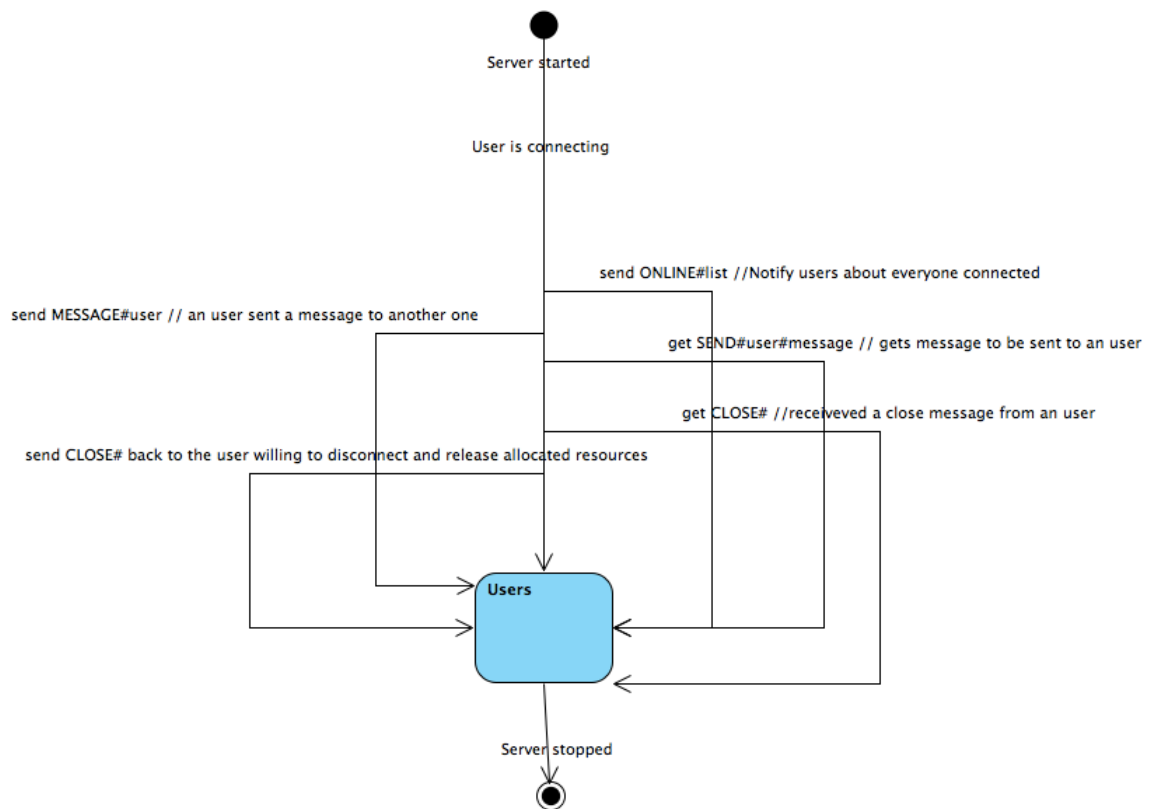 Server started
User is connecting
send ONLINE#list //Notify users about everyone connected
send MESSAGE#user // an user sent a message to another one
get SEND#user#message // gets message to be sent to an user
get CLOSE# //receiveved a close message from an user
send CLOSE# back to the user willing to disconnect and release allocated resources
Users
Server stopped